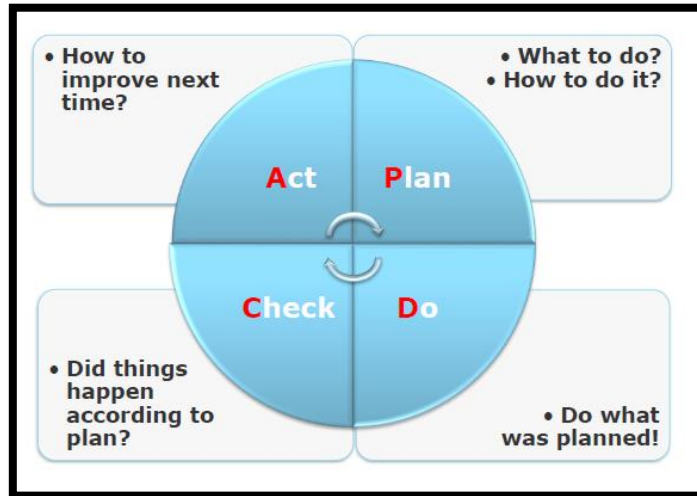 • How to
improve next
time?
• What to do?
• How to do it?
Act
Plan
Check
Do
• Did things
happen
according to
plan?
• Do what
was planned!